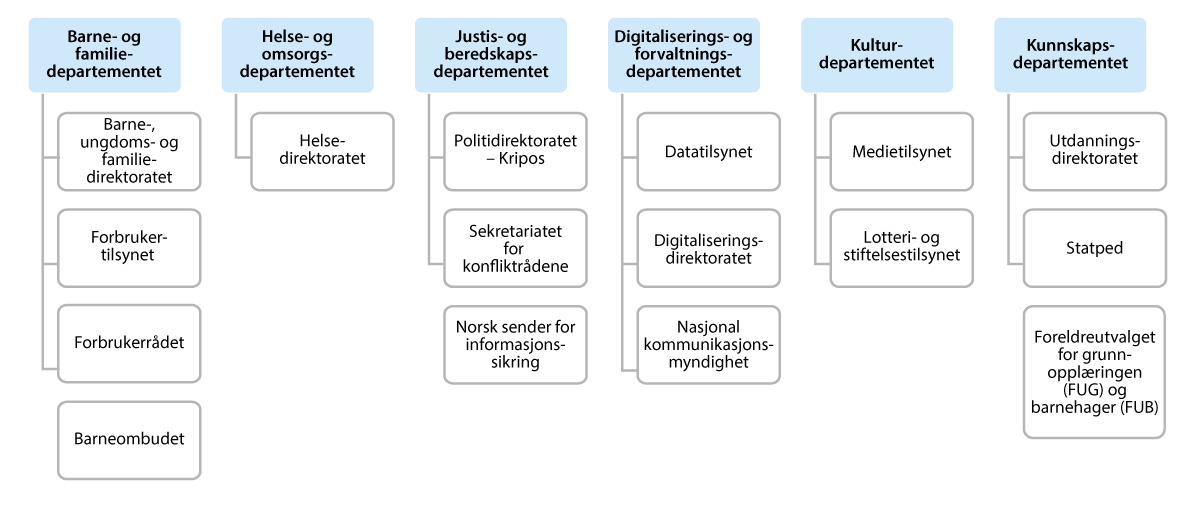 Barne- og
familie-
departementet
Barne-,
ungdoms- og
familie-
direktoratet
Forbruker-
tilsynet
Forbrukerrådet
Barneombudet
Helse- og
omsorgs-
departementet
Helse-
direktoratet
Justis- og
beredskaps-
departementet
Politidirektoratet
– Kripos
Sekretariatet
for
konfliktrådene
Norsk sender for
informasjons-
sikring
Digitaliserings- og
forvaltnings-
departementet
Datatilsynet
Digitaliserings-
direktoratet
Nasjonal
kommunikasjons-
myndighet
Kultur-
departementet
Medietilsynet
Lotteri- og
stiftelsestilsynet
Kunnskaps-
departementet
Utdannings-
direktoratet
Statped
Foreldreutvalget
for grunn-
opplæringen
(FUG) og
barnehager (FUB)